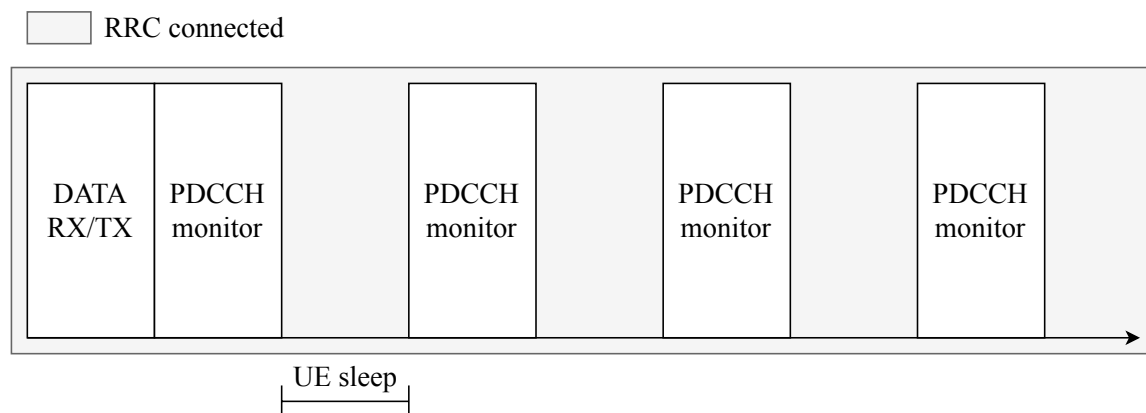 RRC connected
DATA
RX/TX
PDCCH
monitor
PDCCH
monitor
PDCCH
monitor
PDCCH
monitor
UE sleep